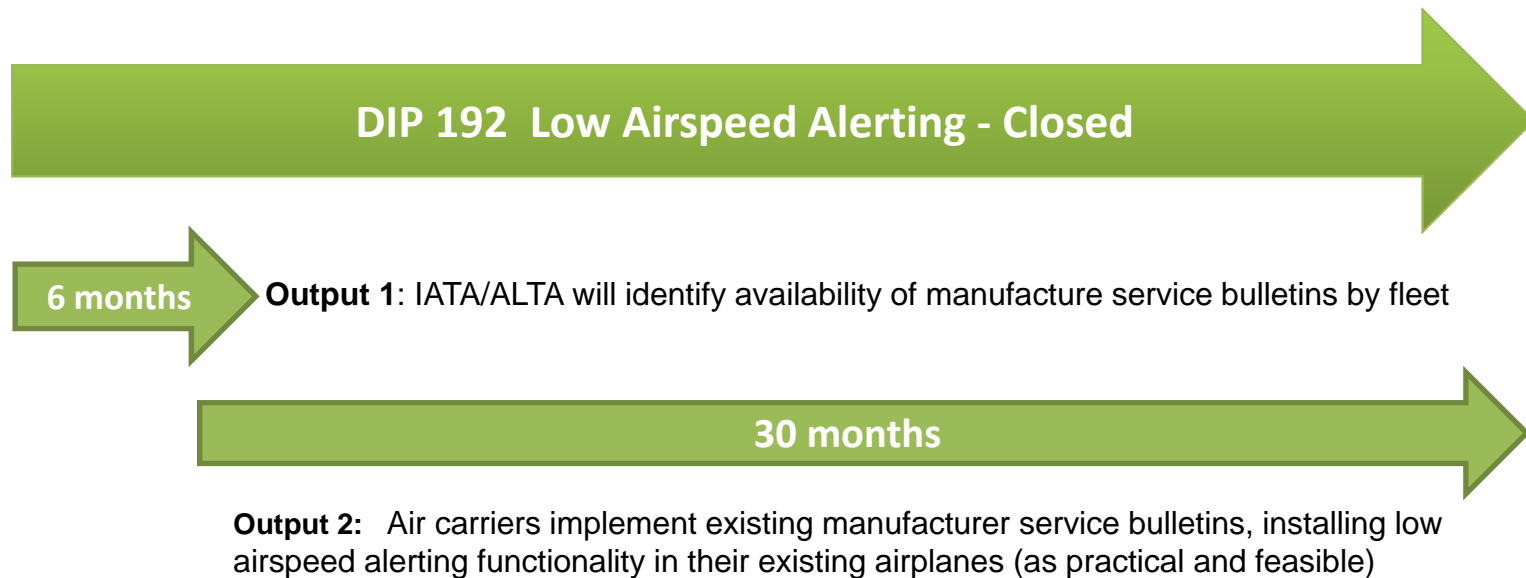 DIP 192  Low Airspeed Alerting - Closed
6 months
Output 1: IATA/ALTA will identify availability of manufacture service bulletins by fleet
30 months
Output 2:   Air carriers implement existing manufacturer service bulletins, installing low
airspeed alerting functionality in their existing airplanes (as practical and feasible)